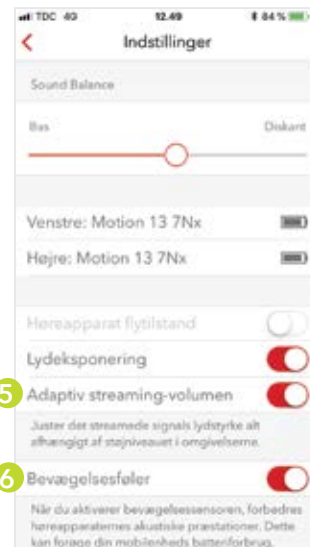 TDC 4G 12.49 84 %
Indstillinger
Sound Balance
Bas Diskant
Venstre: Motion 13 7Nx
Højre: Motion 13 7Nx
Høreapparat flytilstand
Lydeksponering
5 Adaptiv streaming-volumen
Juster det streamede signals lydstyrke alt
afhængigt af støjniveauet i omgivelserne.
6 Bevægelsesføler
Når du aktiverer bevægelsessensoren, forbedres
høreapparaternes akustiske præstationer. Dette
kan forøge din mobilenheds batteriforbrug.